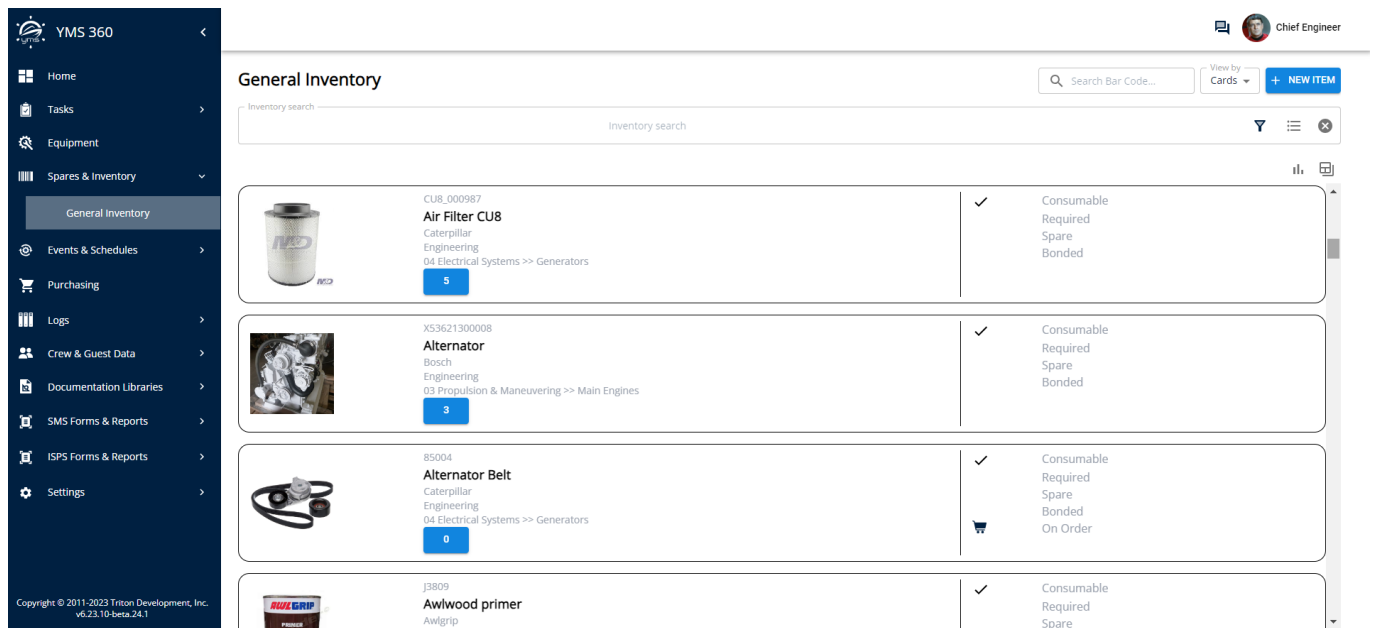 yms
YMS 360
Home
Tasks
Equipment
Spares & Inventory
General Inventory
Events & Schedules
Purchasing
Logs
Crew & Guest Data
Documentation Libraries
SMS Forms & Reports
ISPS Forms & Reports
Settings
Copyright © 2011-2023 Triton Development, Inc.
v6.23.10-beta.24.1
Chief Engineer
General Inventory
Search Bar Code...
View by
Cards
+ NEW ITEM
Inventory search
Inventory search
M&D
M&D
CU8_000987
Air Filter CU8
Caterpillar
Engineering
04 Electrical Systems >> Generators
5
Consumable
Required
Spare
Bonded
X53621300008
Alternator
Bosch
Engineering
03 Propulsion & Maneuvering >> Main Engines
3
Consumable
Required
Spare
Bonded
85004
Alternator Belt
Caterpillar
Engineering
04 Electrical Systems >> Generators
0
Consumable
Required
Spare
Bonded
On Order
AWLGRIP
PRIMER
J3809
Awlwood primer
Awlgrip
Consumable
Required
Spare